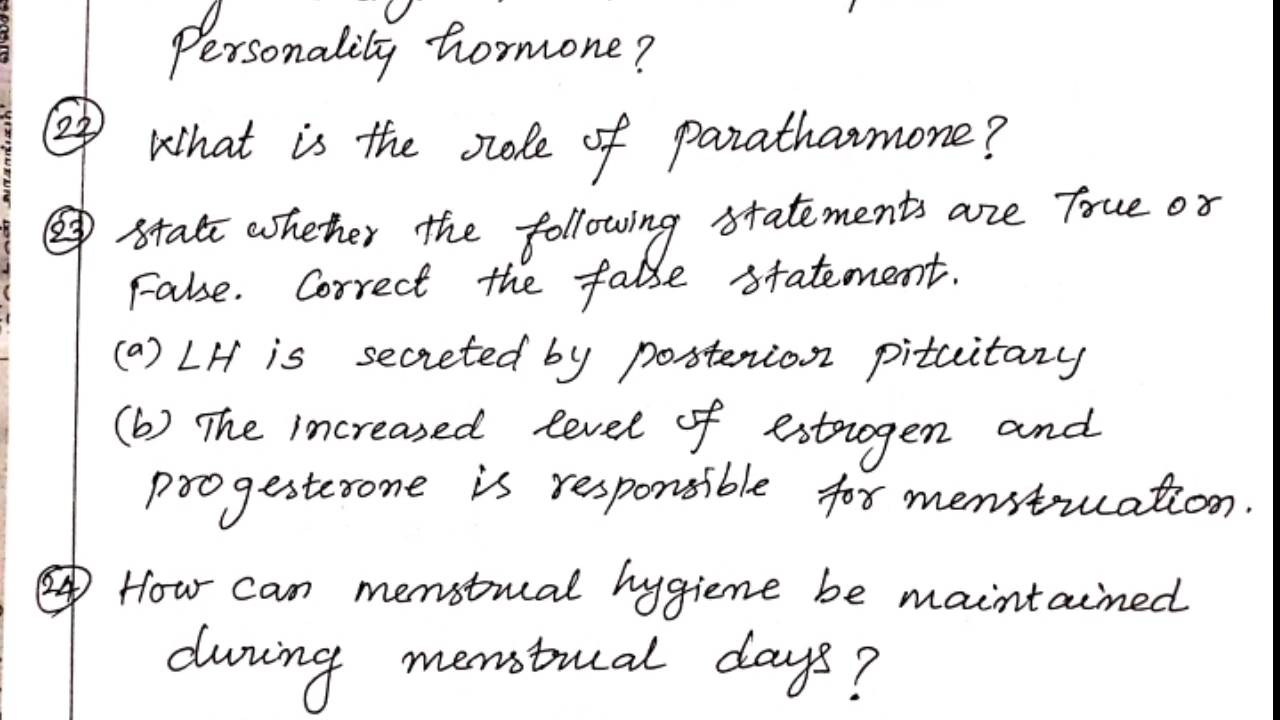 Personality hormone?
22 What is the role of paratharmone?
23 State whether the following statements are True or
False. Correct the false statement.
(a) LH is secreted by posterior pituitary
(b) The increased level of estrogen and
progesterone is responsible for menstruation.
24 How can menstrual hygiene be maintained
during menstrual days?